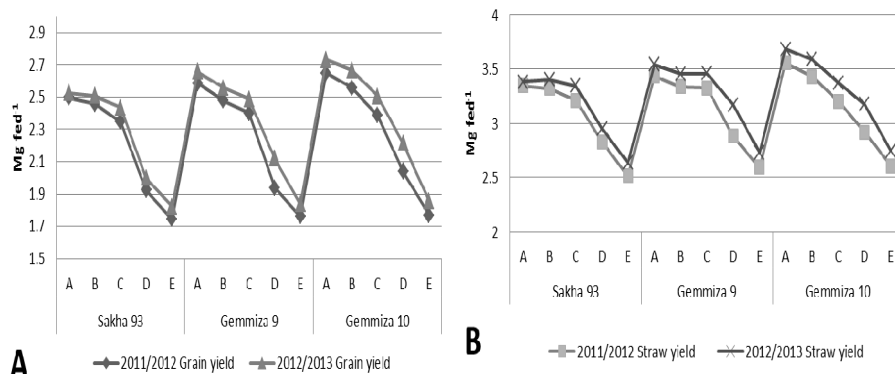 2.9
2.7
2.5
2.3
2.1
1.9
1.7
1.5
Mg fed⁻¹
A B C D E A B C D E A B C D E
Sakha 93 Gemmiza 9 Gemmiza 10
2011/2012 Grain yield 2012/2013 Grain yield
A
4
3.5
3
2.5
2
Mg fed⁻¹
A B C D E A B C D E A B C D E
Sakha 93 Gemmiza 9 Gemmiza 10
2011/2012 Straw yield 2012/2013 Straw yield
B